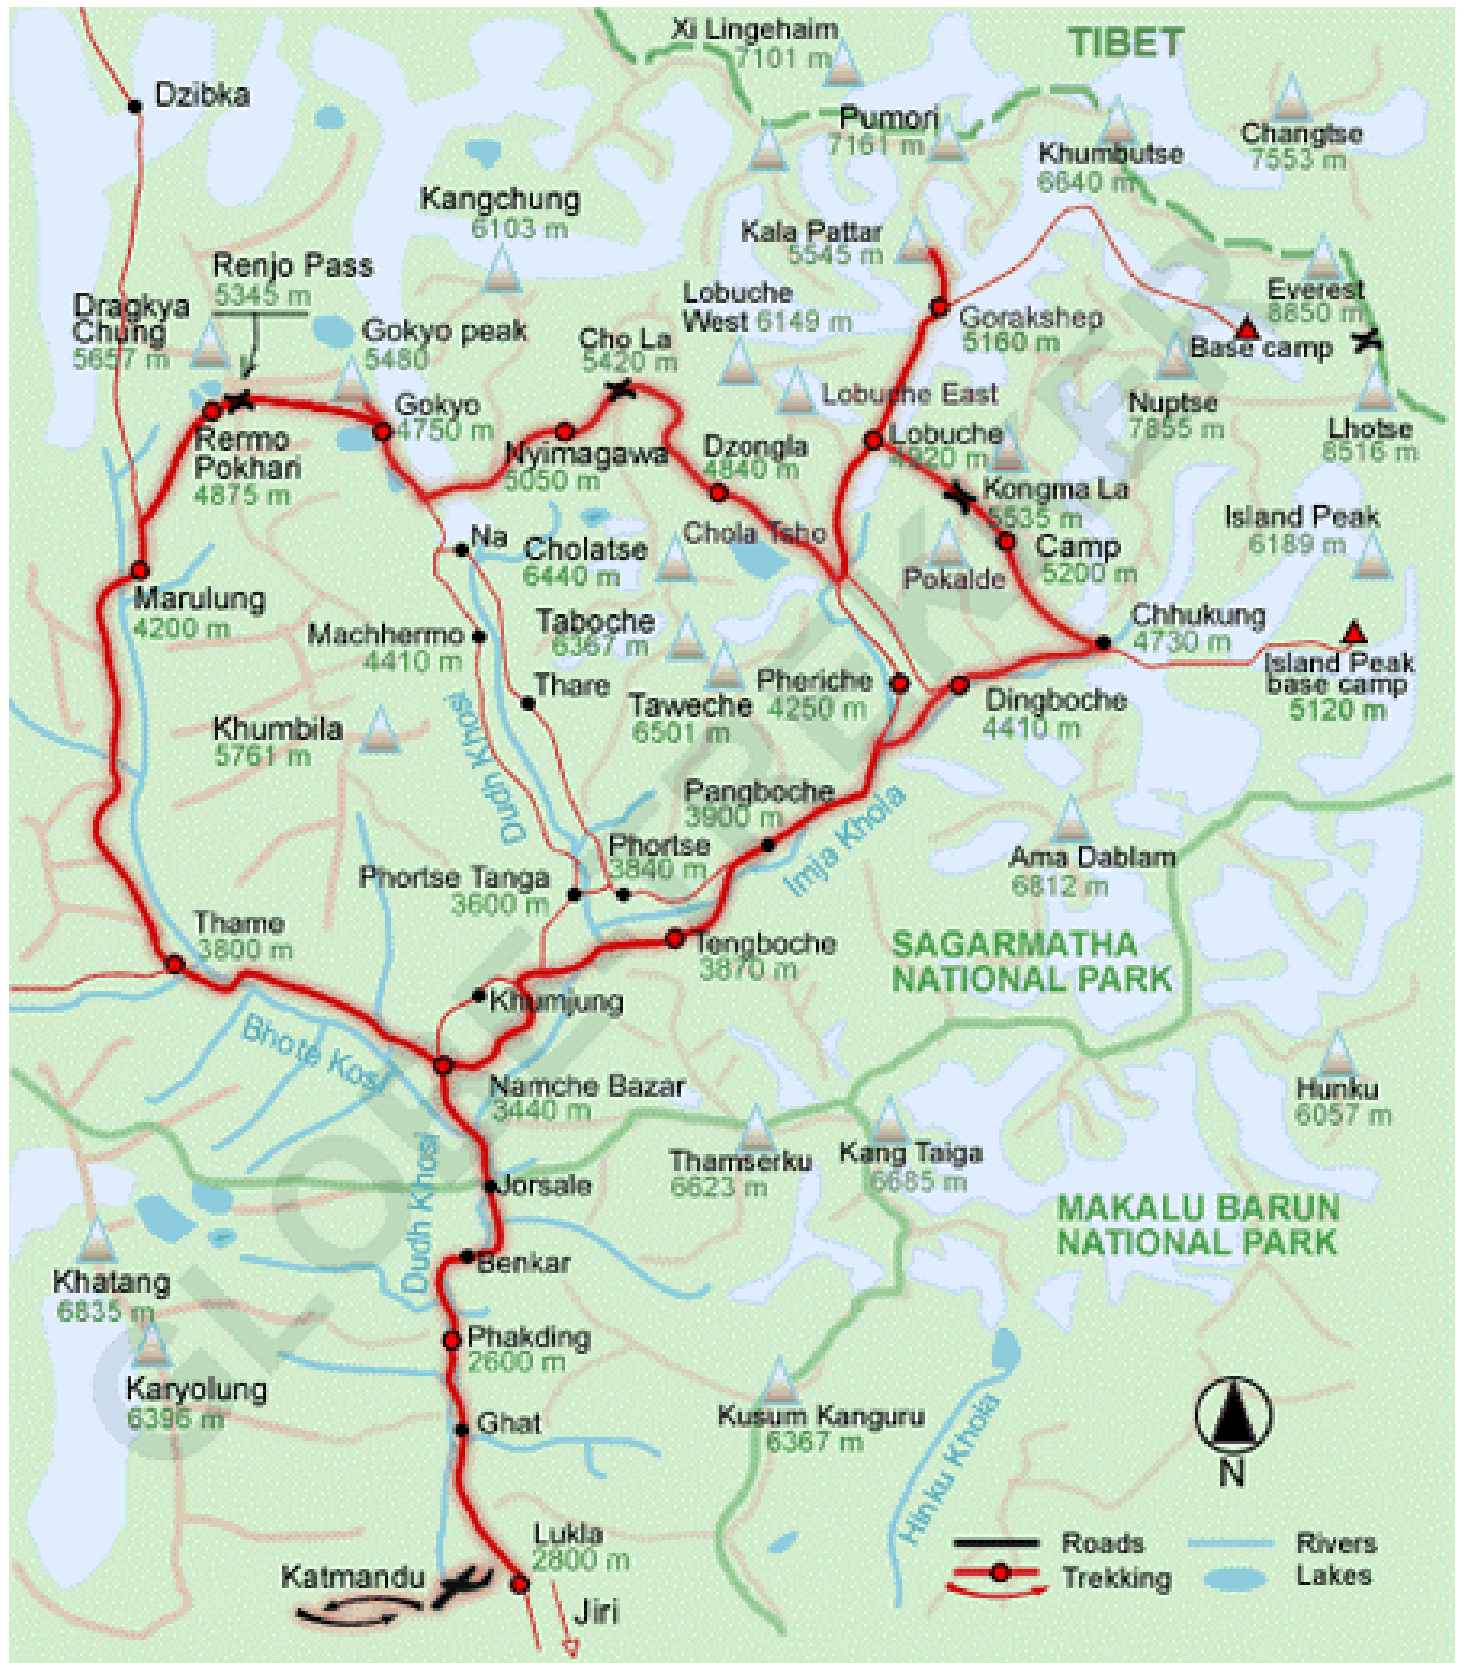 Xi Lingehaim
7101 m
TIBET
Dzibka
Pumori
7161 m
Changtse
7553 m
Khumbutse
6640 m
Kangchung
6103 m
Kala Pattar
5545 m
Renjo Pass
5345 m
Dragkya
Chung
5657 m
Gokyo peak
5480
Cho La
5420 m
Lobuche
West 6149 m
Gorakshep
5160 m
Everest
8850 m
Base camp
Lobuche East
Nuptse
7855 m
Lhotse
8516 m
Gokyo
4750 m
Rermo
Pokhari
4875 m
Nyimagawa
5050 m
Dzongla
4840 m
Lobuche
4920 m
Kongma La
5535 m
Island Peak
6189 m
Na
Cholatse
6440 m
Chola Tsho
Camp
5200 m
Pokalde
Marulung
4200 m
Machhermo
4410 m
Taboche
6367 m
Chhukung
4730 m
Island Peak
base camp
5120 m
Thare
Taweche
6501 m
Pheriche
4250 m
Dingboche
4410 m
Khumbila
5761 m
Dudh Khosi
Pangboche
3900 m
Imja Khola
Phortse
3840 m
Phortse Tanga
3600 m
Ama Dablam
6812 m
Thame
3800 m
Tengboche
3870 m
SAGARMATHA
NATIONAL PARK
Khumjung
Bhote Kosi
Namche Bazar
3440 m
Hunku
6057 m
Thamserku
6623 m
Kang Taiga
6685 m
Dudh Khosi
Jorsale
MAKALU BARUN
NATIONAL PARK
Benkar
Khatang
6835 m
Phakding
2600 m
Karyolung
6396 m
Ghat
Kusum Kanguru
6367 m
Hinku Khola
N
Lukla
2800 m
Katmandu
Jiri
Roads
Rivers
Trekking
Lakes